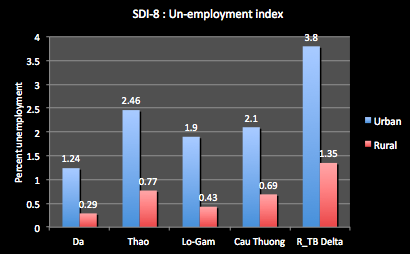 SDI-8 : Un-employment index
Percent unemployment
4
3.5
3
2.5
2
1.5
1
0.5
0
1.24
0.29
2.46
0.77
1.9
0.43
2.1
0.69
3.8
1.35
Da
Thao
Lo-Gam
Cau Thuong
R_TB Delta
Urban
Rural